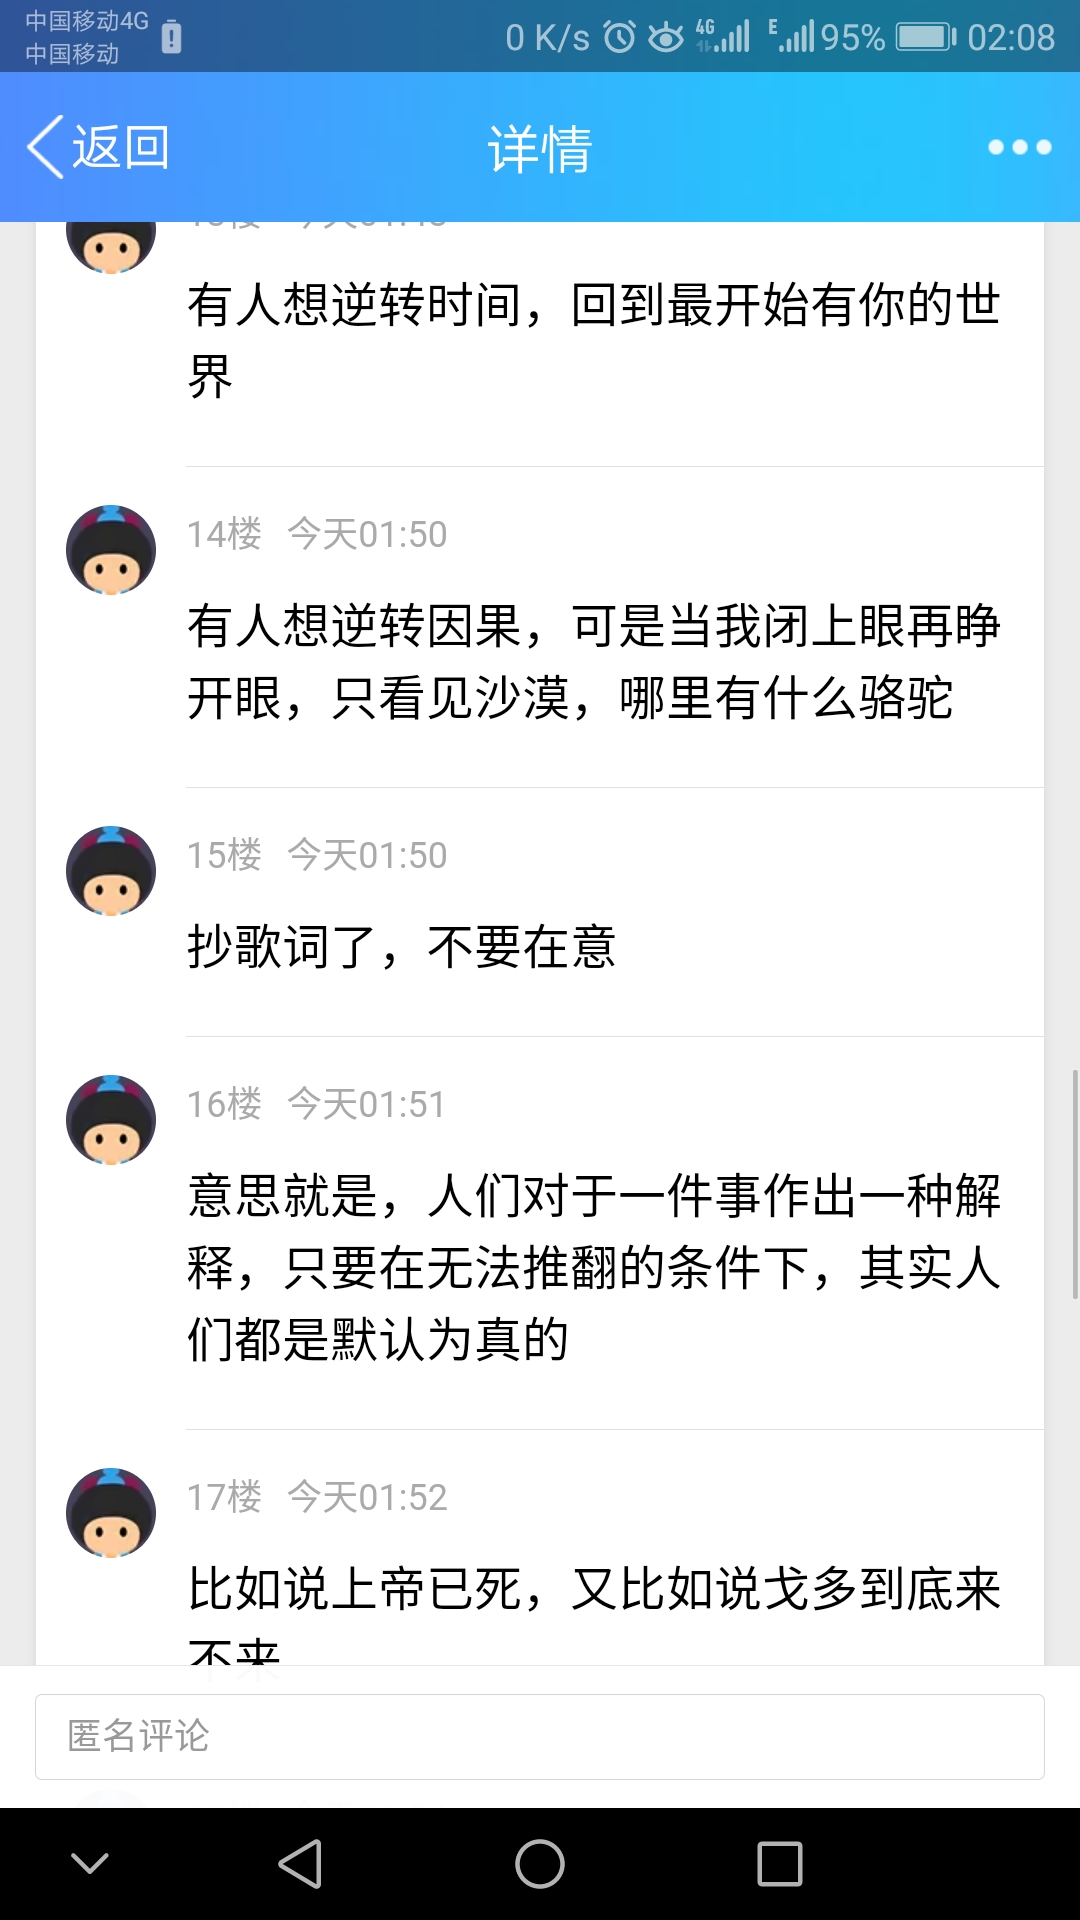 中国移动4G
中国移动
0 K/s 4G E 95% 02:08
返回 详情
有人想逆转时间，回到最开始有你的世
界
14楼 今天01:50
有人想逆转因果，可是当我闭上眼再睁
开眼，只看见沙漠，哪里有什么骆驼
15楼 今天01:50
抄歌词了，不要在意
16楼 今天01:51
意思就是，人们对于一件事作出一种解
释，只要在无法推翻的条件下，其实人
们都是默认为真的
17楼 今天01:52
比如说上帝已死，又比如说戈多到底来
不来
匿名评论